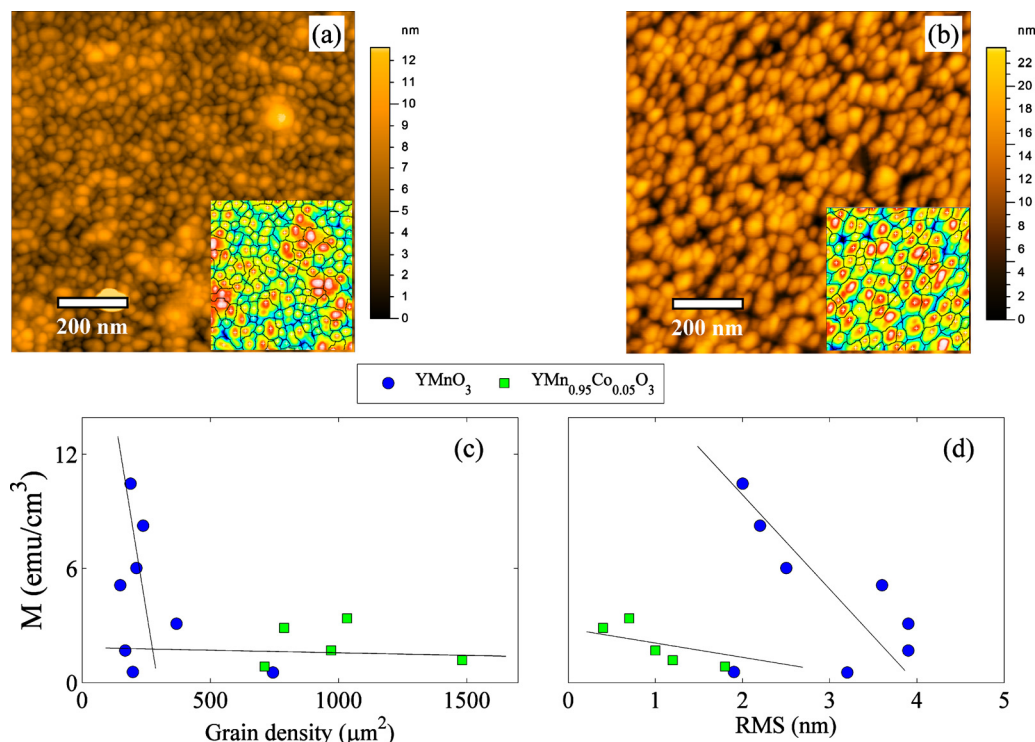 (a)
nm
12
11
10
9
8
7
6
5
4
3
2
1
0
200 nm
(b)
nm
22
20
18
16
14
12
10
8
6
4
2
0
200 nm
YMnO₃ YMn₀.₉₅Co₀.₀₅O₃
(c)
M (emu/cm³)
12
6
0
0 500 1000 1500
Grain density (μm²)
(d)
0 1 2 3 4 5
RMS (nm)